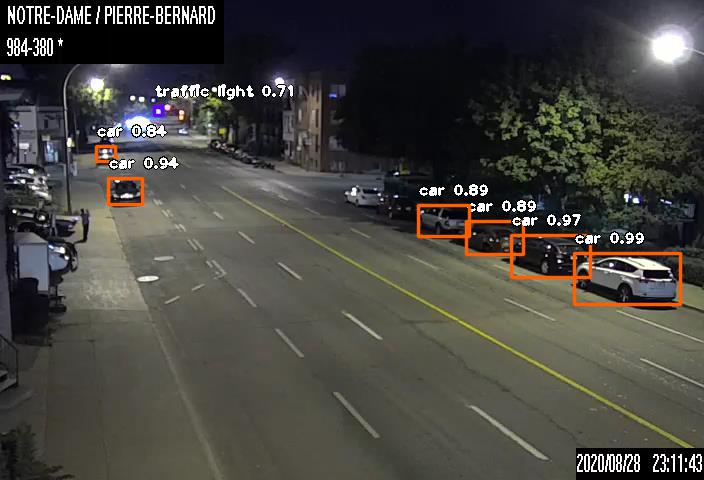 NOTRE-DAME / PIERRE-BERNARD
984-380 *
traffic light 0.71
car 0.84
car 0.94
car 0.89
car 0.89
car 0.97
car 0.99
2020/08/28 23:11:43